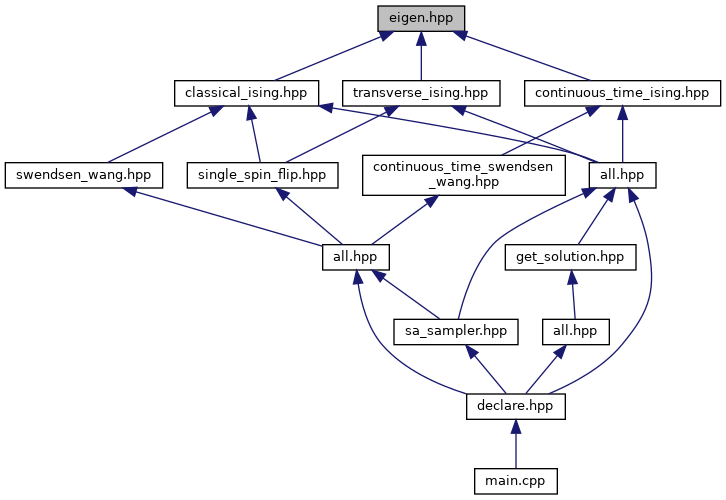 eigen.hpp
classical_ising.hpp
transverse_ising.hpp
continuous_time_ising.hpp
swendsen_wang.hpp
single_spin_flip.hpp
continuous_time_swendsen
_wang.hpp
all.hpp
all.hpp
get_solution.hpp
sa_sampler.hpp
all.hpp
declare.hpp
main.cpp